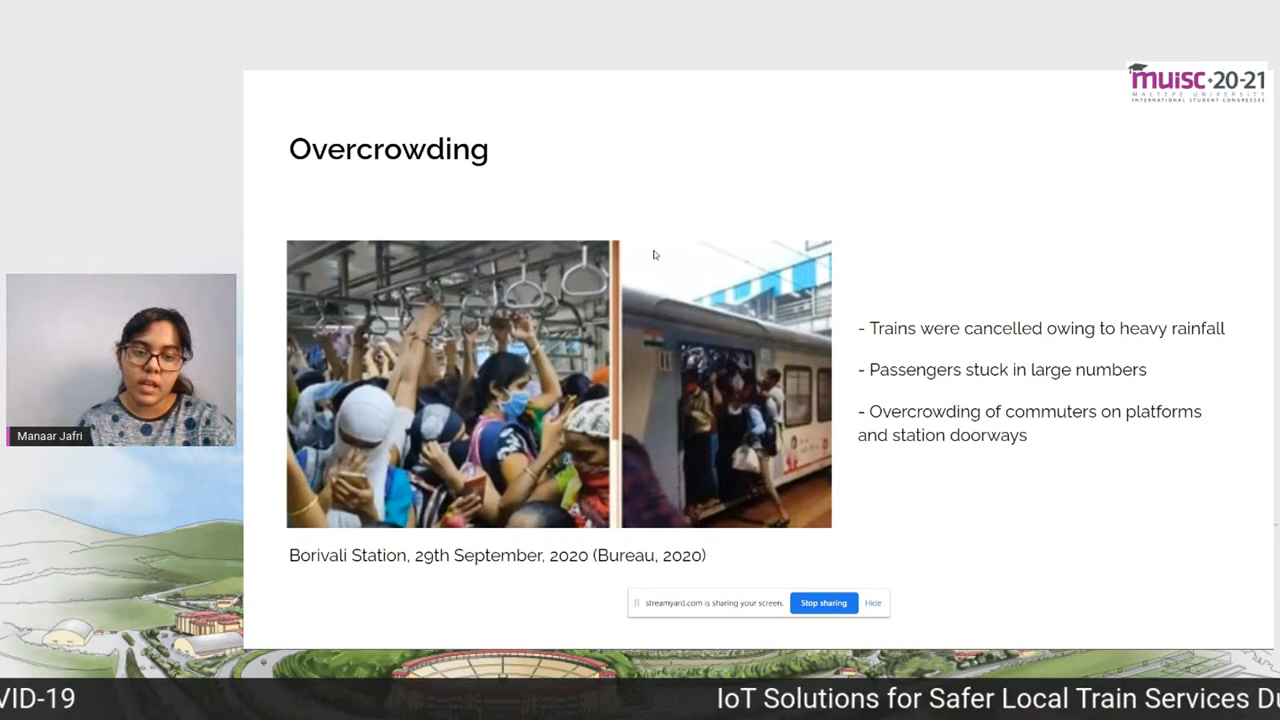 muisc 20-21
MALTEPE UNIVERSITY
INTERNATIONAL STUDENT CONGRESSES
Overcrowding
- Trains were cancelled owing to heavy rainfall
- Passengers stuck in large numbers
- Overcrowding of commuters on platforms
and station doorways
Manaar Jafri
Borivali Station, 29th September, 2020 (Bureau, 2020)
streamyard.com is sharing your screen. Stop sharing Hide
VID-19 IoT Solutions for Safer Local Train Services Du